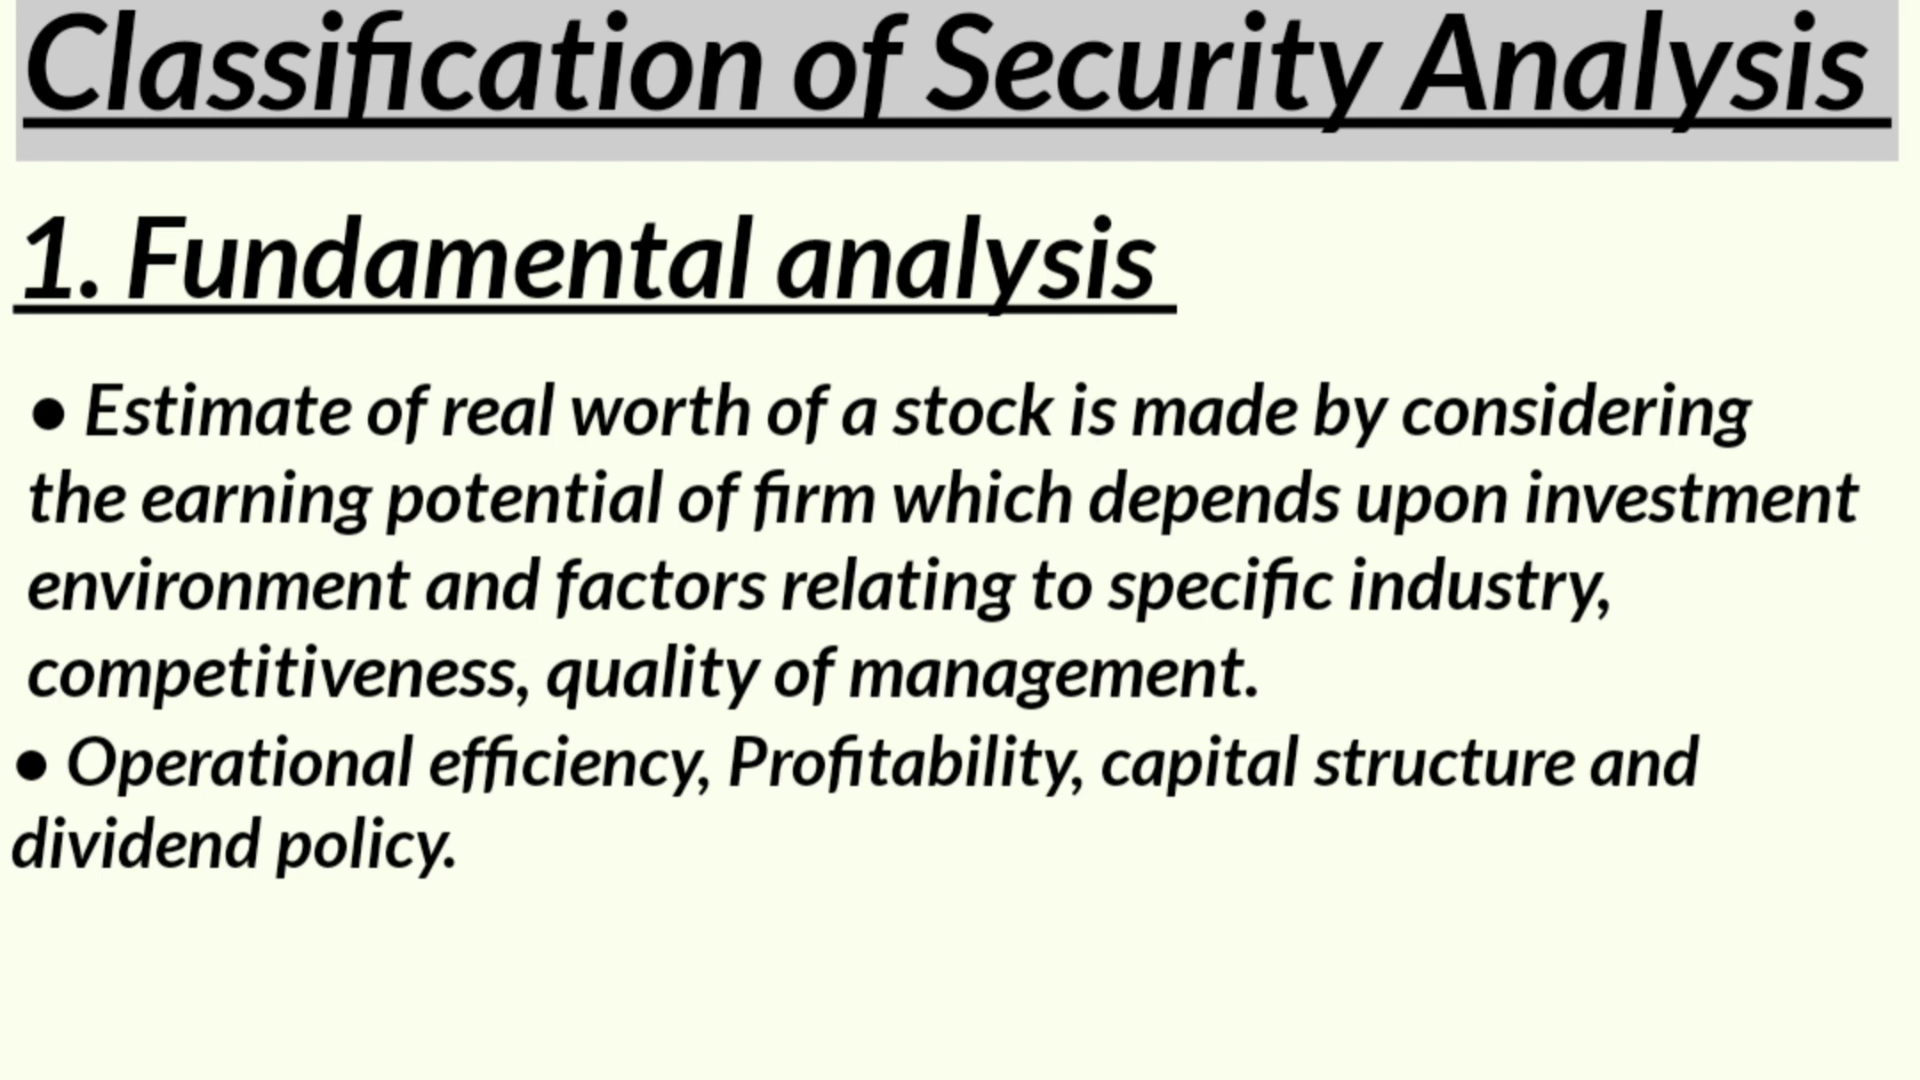 Classification of Security Analysis
1. Fundamental analysis
● Estimate of real worth of a stock is made by considering
the earning potential of firm which depends upon investment
environment and factors relating to specific industry,
competitiveness, quality of management.
● Operational efficiency, Profitability, capital structure and
dividend policy.